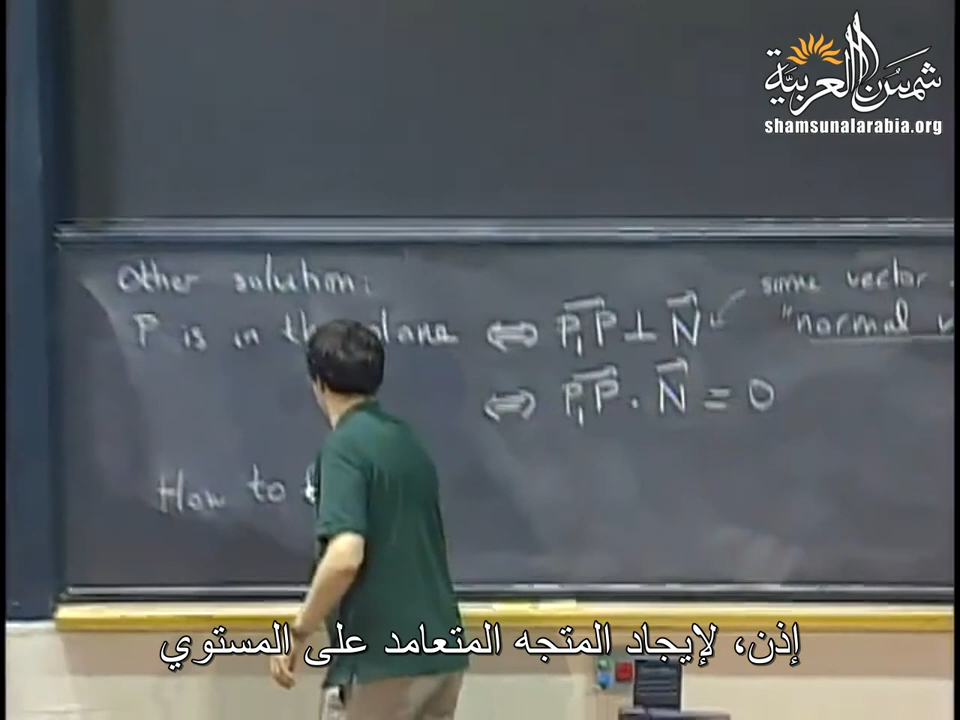 شمس العربية
shamsunalarabia.org
Other solution: some vector
P is in the plane ⇔ P₁P ⊥ N "normal v
⇔ P₁P · N = 0
How to
إذن، لإيجاد المتجه المتعامد على المستوي